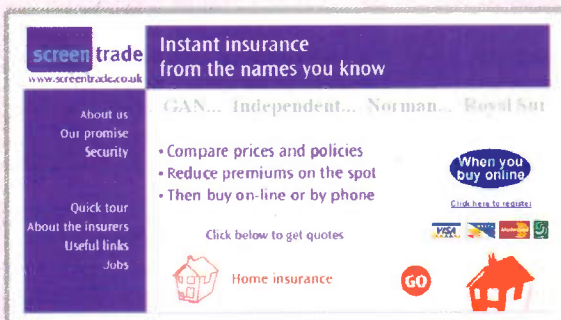 screen trade
www.screentrade.co.uk
Instant insurance
from the names you know
About us
Our promise
Security
Quick tour
About the insurers
Useful links
Jobs
GAN... Independent... Norman... Royal Sun
• Compare prices and policies
• Reduce premiums on the spot
• Then buy on-line or by phone
Click below to get quotes
Home insurance
GO
When you
buy online
Click here to register
VISA MasterCard